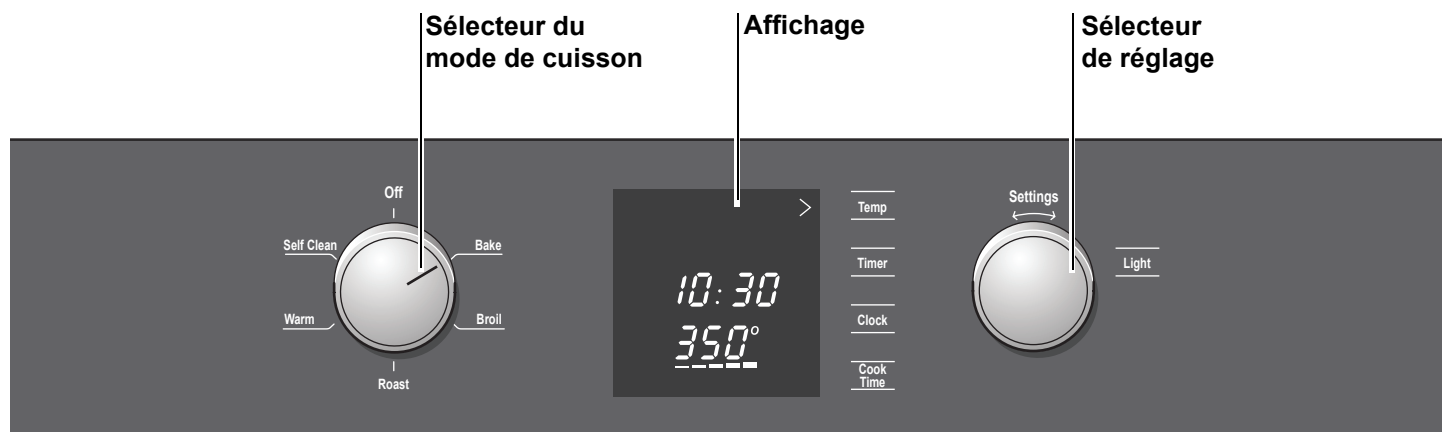 Sélecteur du
mode de cuisson
Affichage
Sélecteur
de réglage
Off
Self Clean
Bake
Warm
Broil
Roast
10:30
350°
Temp
Timer
Clock
Cook
Time
Settings
Light